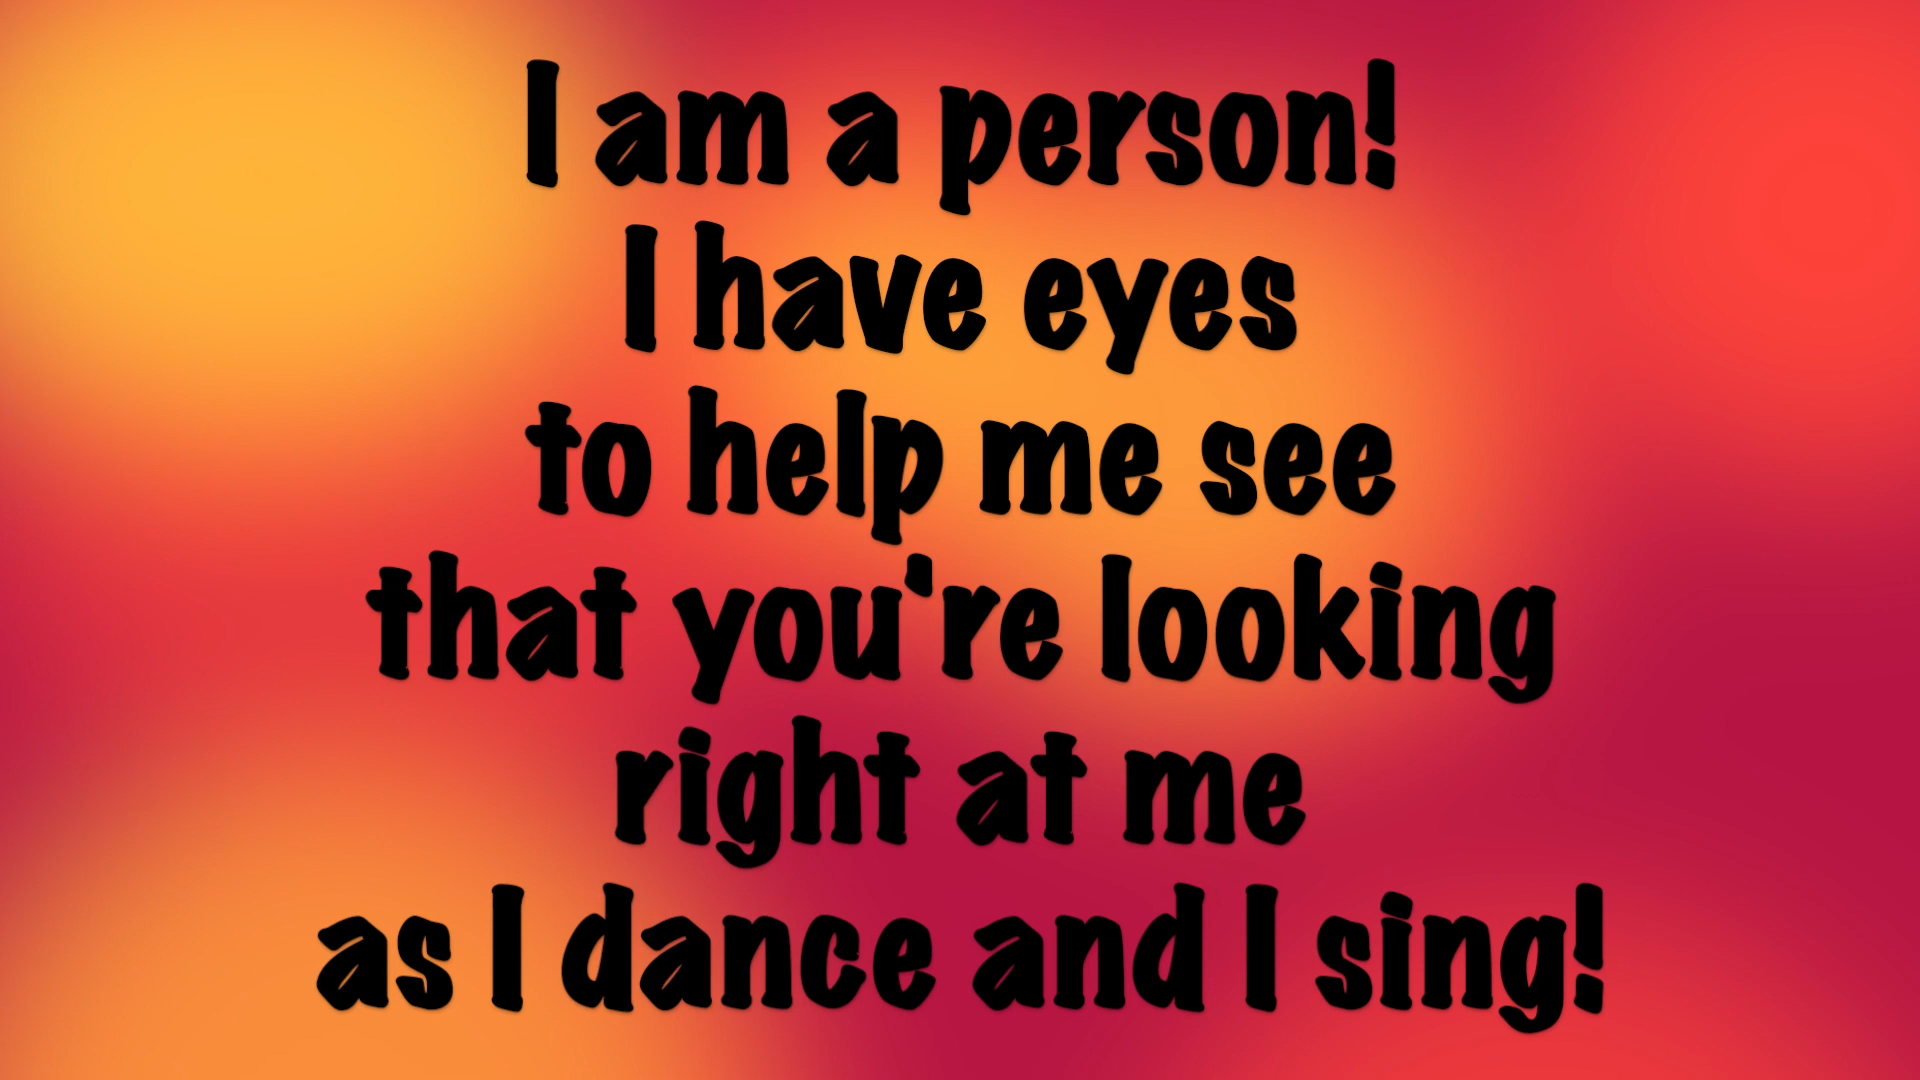 I am a person!
I have eyes
to help me see
that you're looking
right at me
as I dance and I sing!